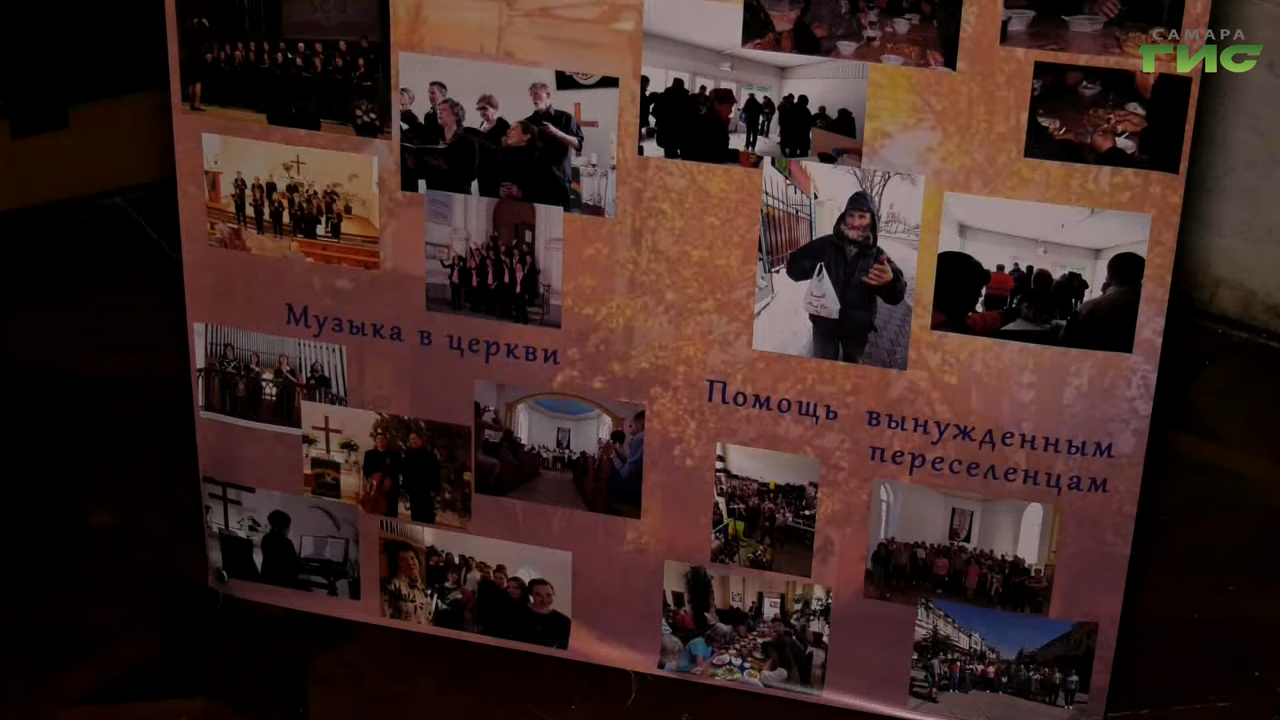 САМАРА
ГИС
Музыка в церкви
Помощь вынужденным
переселенцам